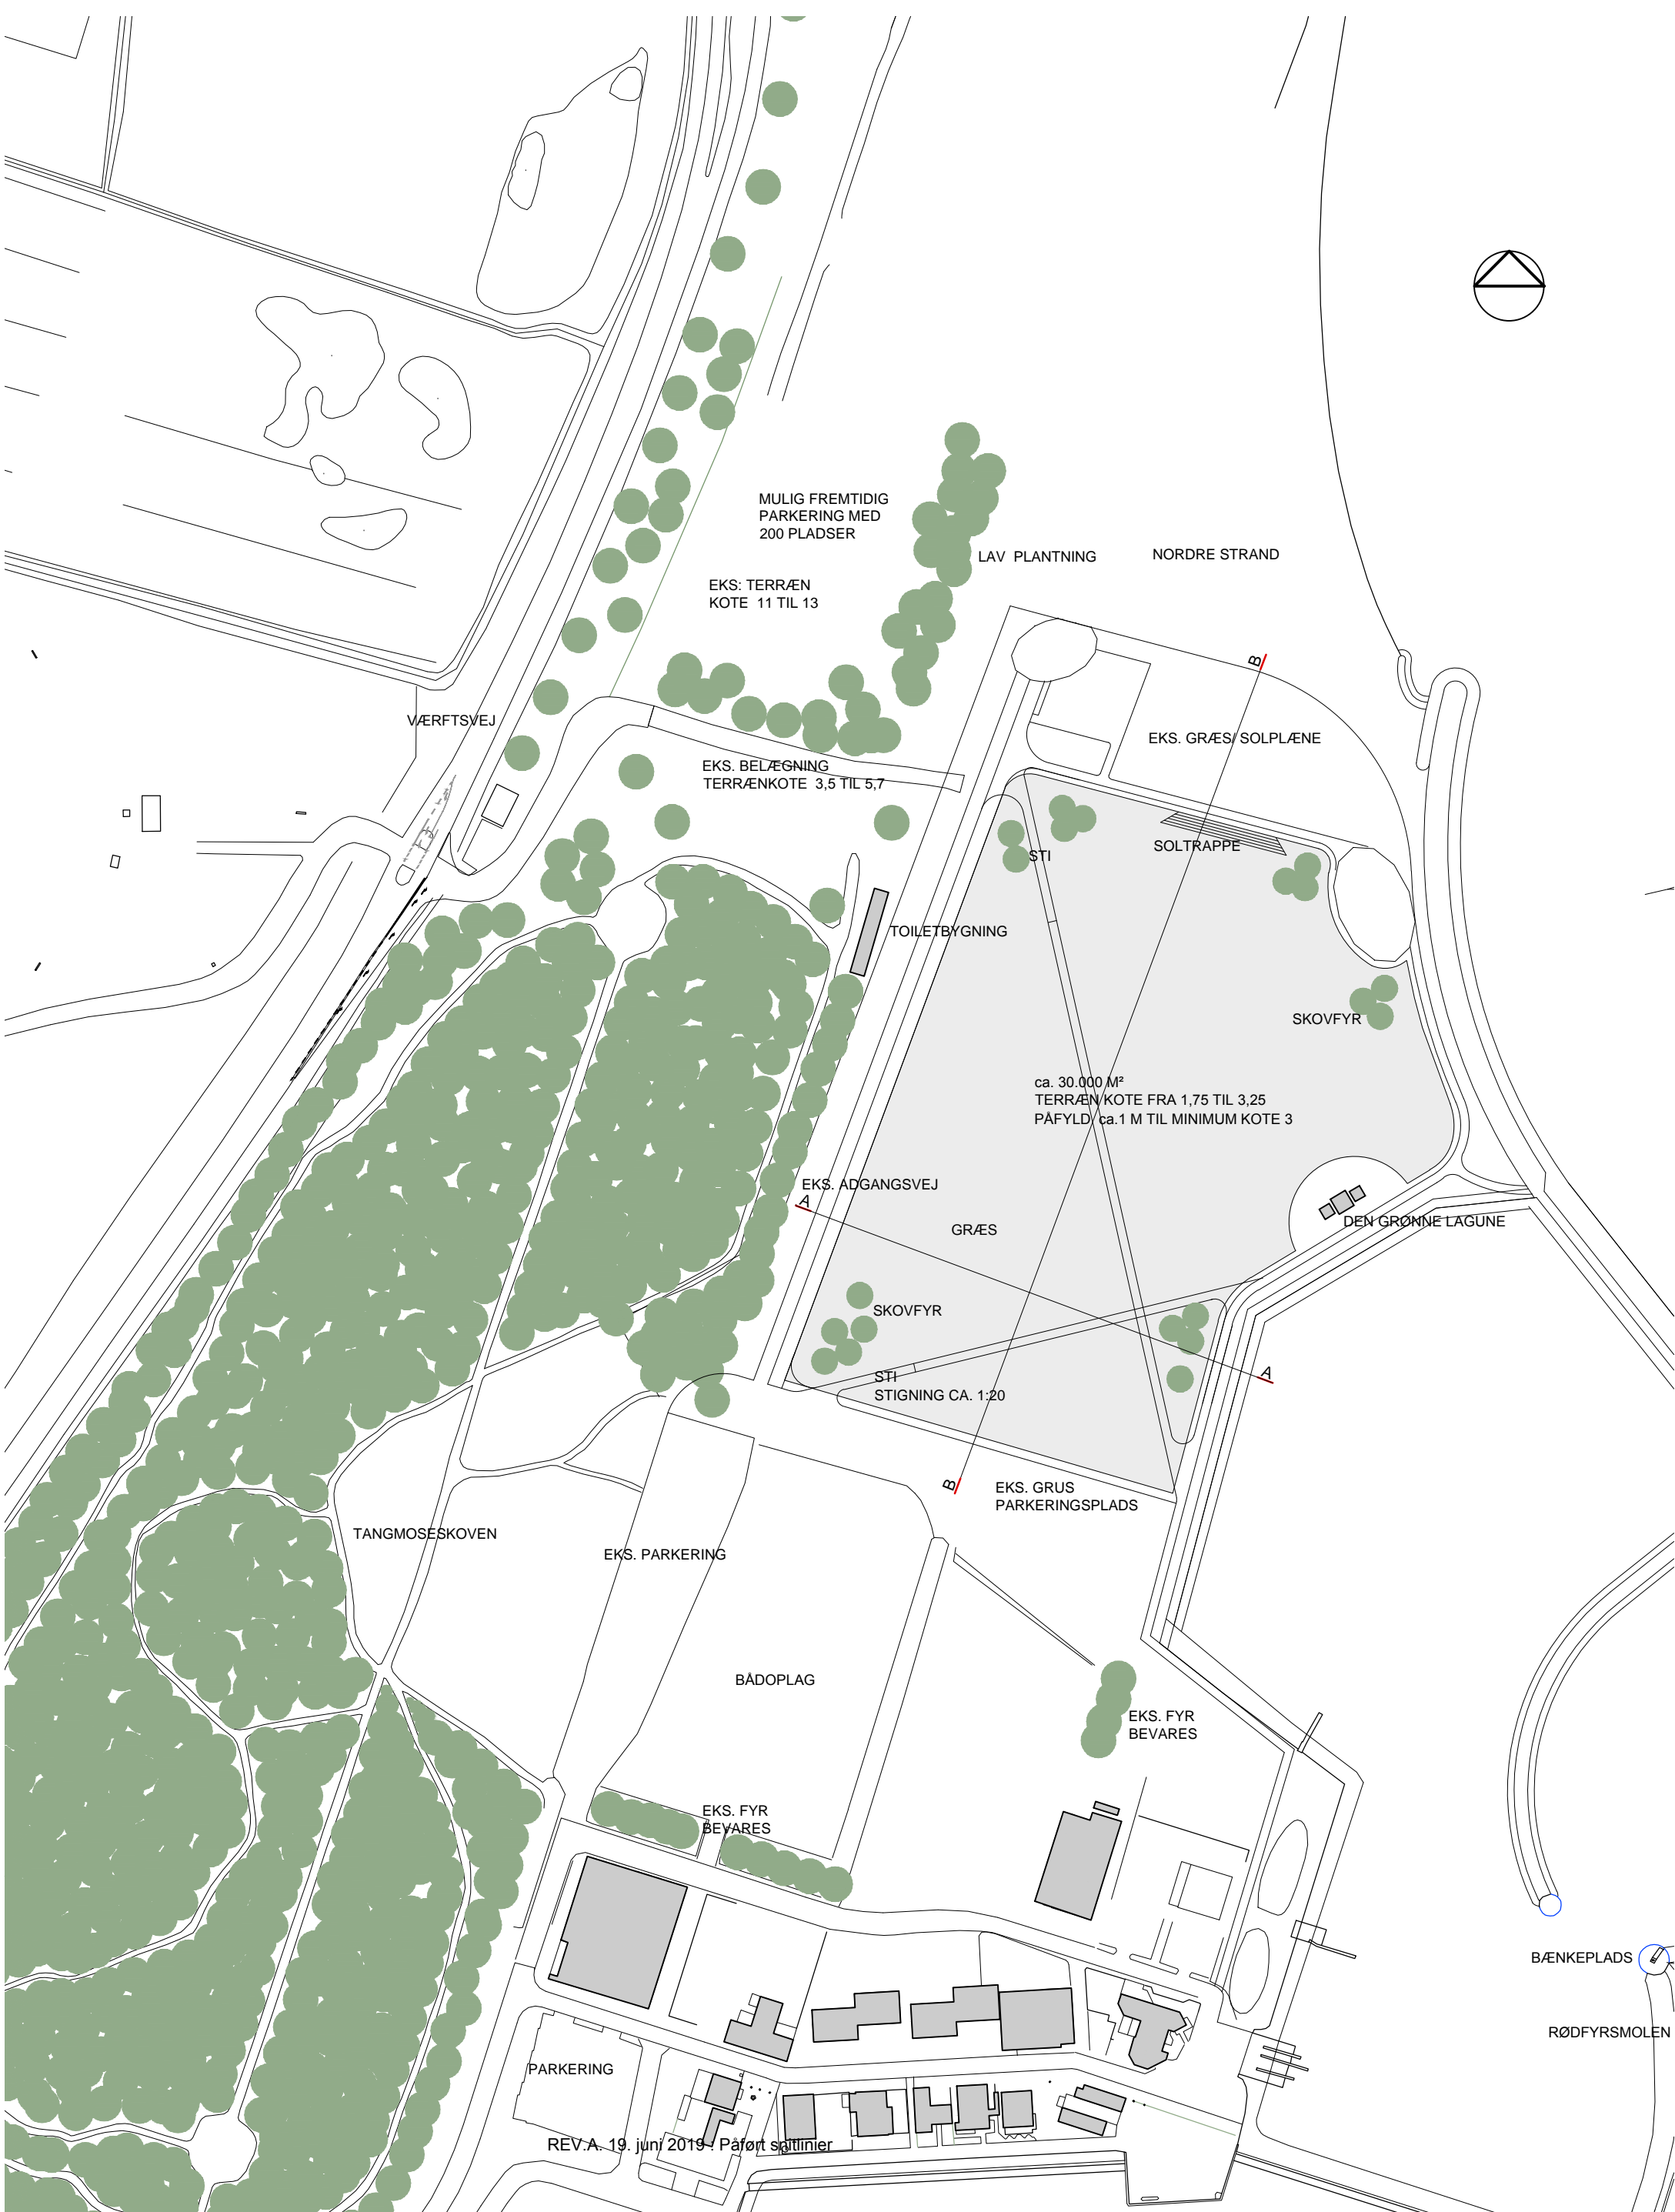 MULIG FREMTIDIG
PARKERING MED
200 PLADSER
LAV PLANTNING
NORDRE STRAND
EKS: TERRÆN
KOTE 11 TIL 13
B
VÆRFTSVEJ
EKS. GRÆS/ SOLPLÆNE
EKS. BELÆGNING
TERRÆNKOTE 3,5 TIL 5,7
SOLTRAPPE
STI
TOILETBYGNING
SKOVFYR
ca. 30.000 M²
TERRÆN KOTE FRA 1,75 TIL 3,25
PÅFYLD. ca.1 M TIL MINIMUM KOTE 3
EKS. ADGANGSVEJ
A
DEN GRØNNE LAGUNE
GRÆS
SKOVFYR
A
STI
STIGNING CA. 1:20
B
EKS. GRUS
PARKERINGSPLADS
TANGMOSESKOVEN
EKS. PARKERING
BÅDOPLAG
EKS. FYR
BEVARES
EKS. FYR
BEVARES
BÆNKEPLADS
RØDFYRSMOLEN
PARKERING
REV.A. 19. juni 2019 : Påført snitlinier